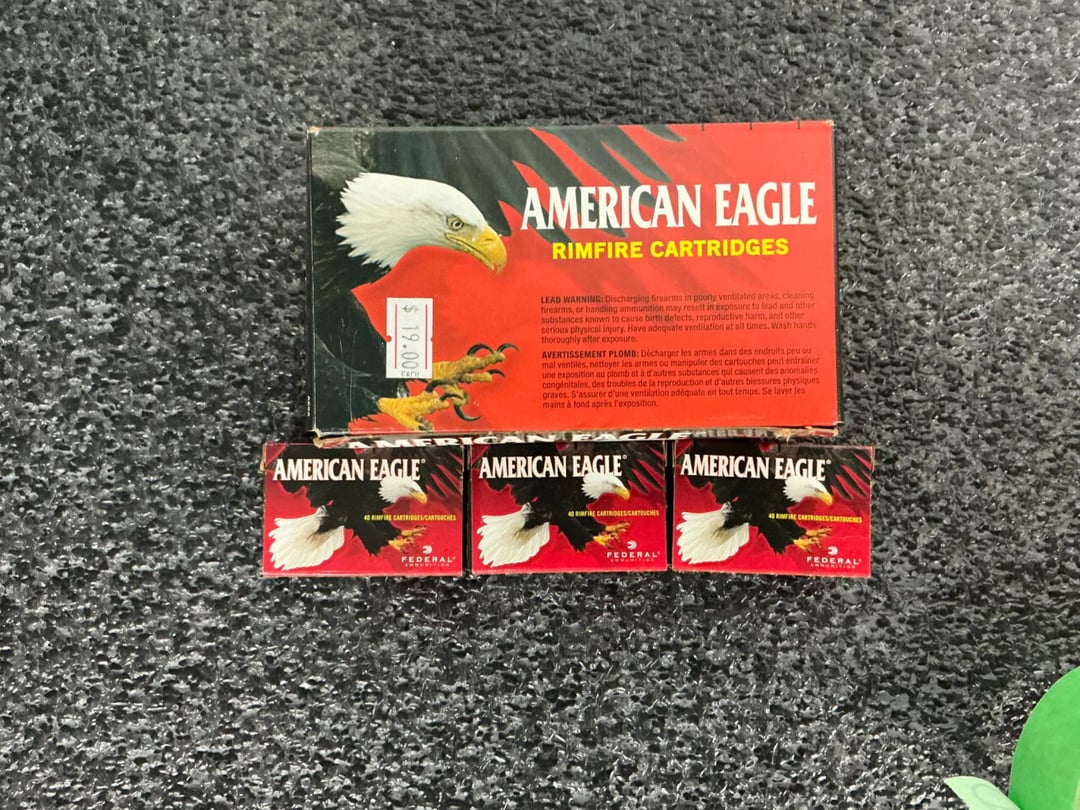 AMERICAN EAGLE
RIMFIRE CARTRIDGES
LEAD WARNING: Discharging firearms in poorly ventilated areas, cleaning
firearms, or handling ammunition may result in exposure to lead and other
substances known to cause birth defects, reproductive harm, and other
serious physical injury. Have adequate ventilation at all times. Wash hands
thoroughly after exposure.
AVERTISSEMENT PLOMB: Décharger les armes dans des endroits peu ou
mal ventilés, nettoyer les armes ou manipuler des cartouches peut entraîner
une exposition au plomb et à d'autres substances qui causent des anomalies
congénitales, des troubles de la reproduction et d'autres blessures physiques
graves. S'assurer d'une ventilation adéquate en tout temps. Se laver les
mains à fond après l'exposition.
$ 19.00
EACH
AMERICAN EAGLE
AMERICAN EAGLE®
40 RIMFIRE CARTRIDGES/CARTOUCHES
FEDERAL®
AMMUNITION
AMERICAN EAGLE®
40 RIMFIRE CARTRIDGES/CARTOUCHES
FEDERAL®
AMMUNITION
AMERICAN EAGLE®
40 RIMFIRE CARTRIDGES/CARTOUCHES
FEDERAL®
AMMUNITION